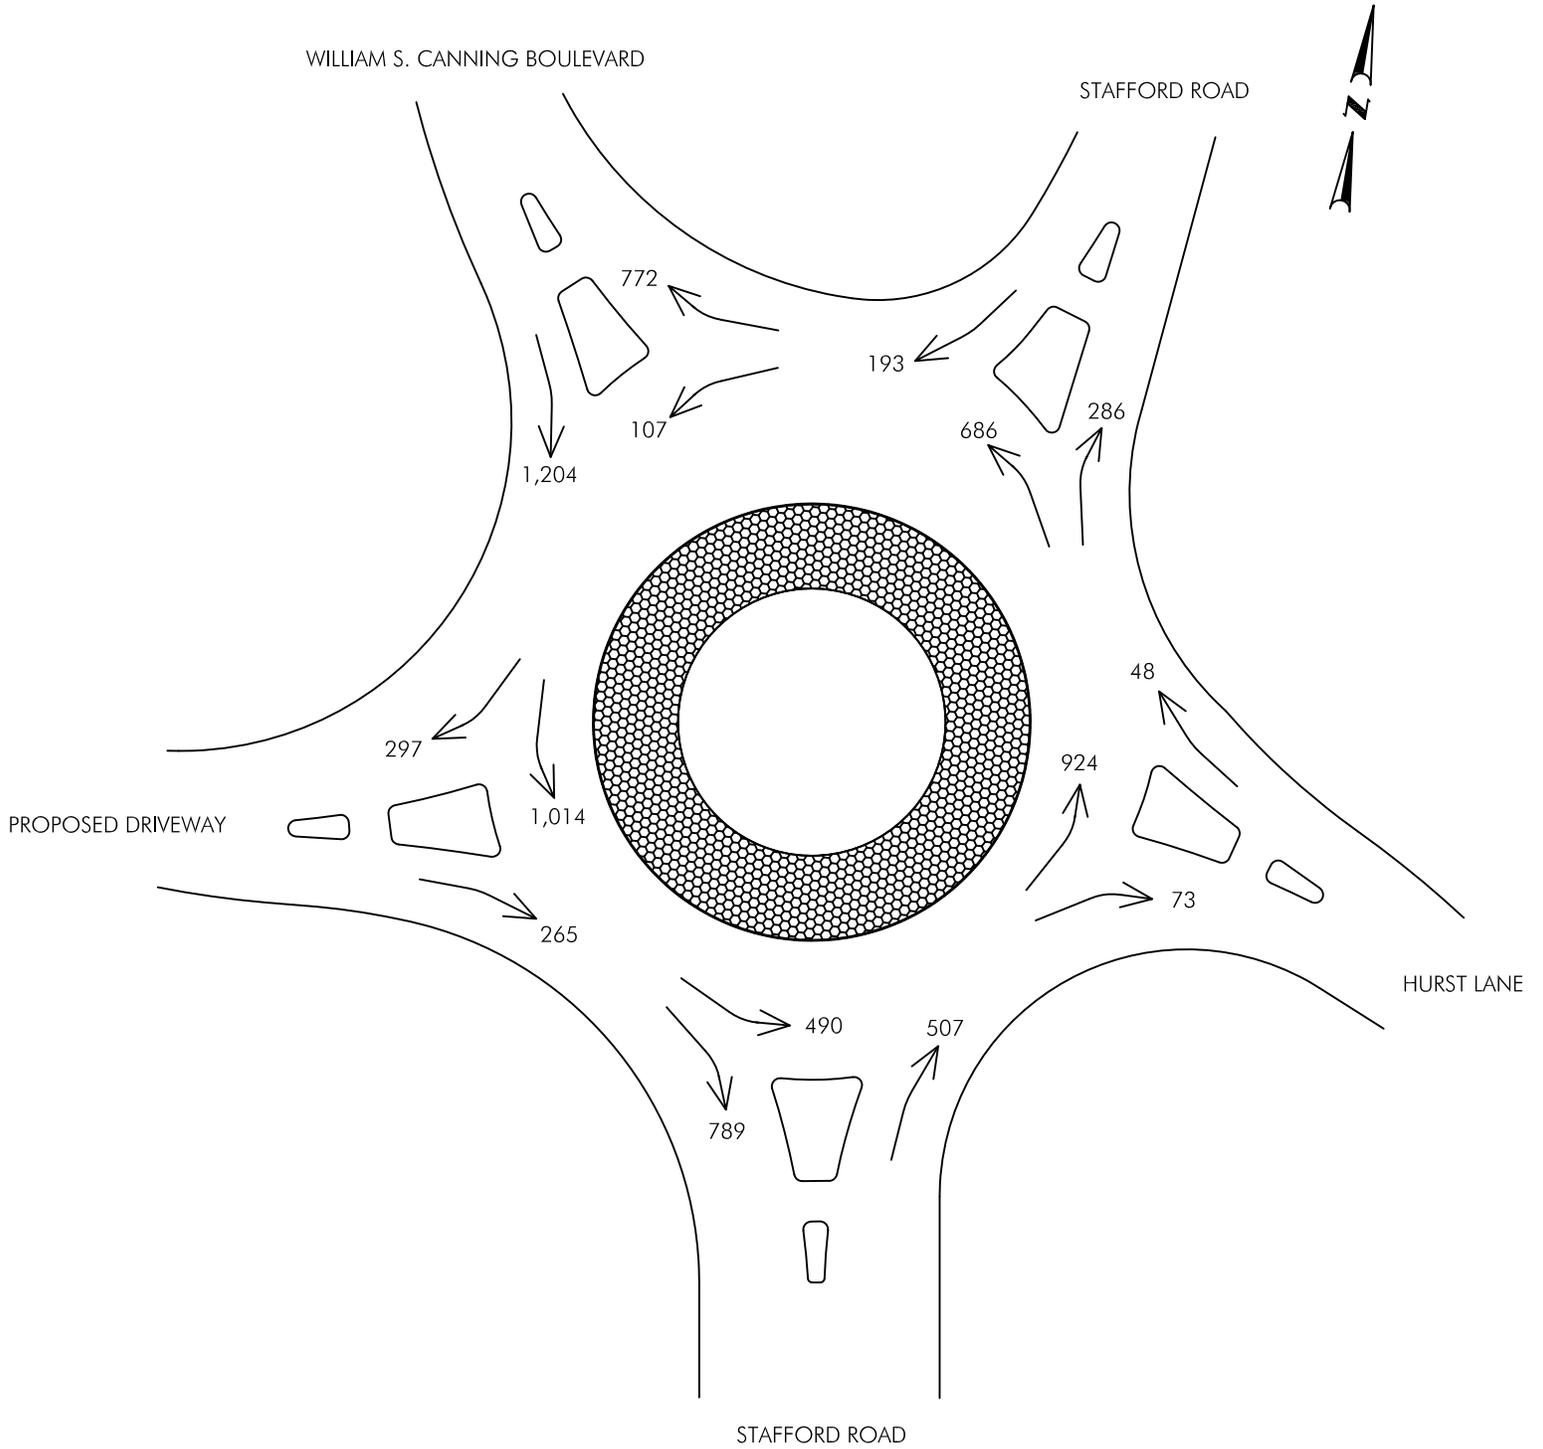 WILLIAM S. CANNING BOULEVARD
STAFFORD ROAD
N
772
193
107
1,204
686
286
48
297
924
1,014
PROPOSED DRIVEWAY
73
265
HURST LANE
490
507
789
STAFFORD ROAD